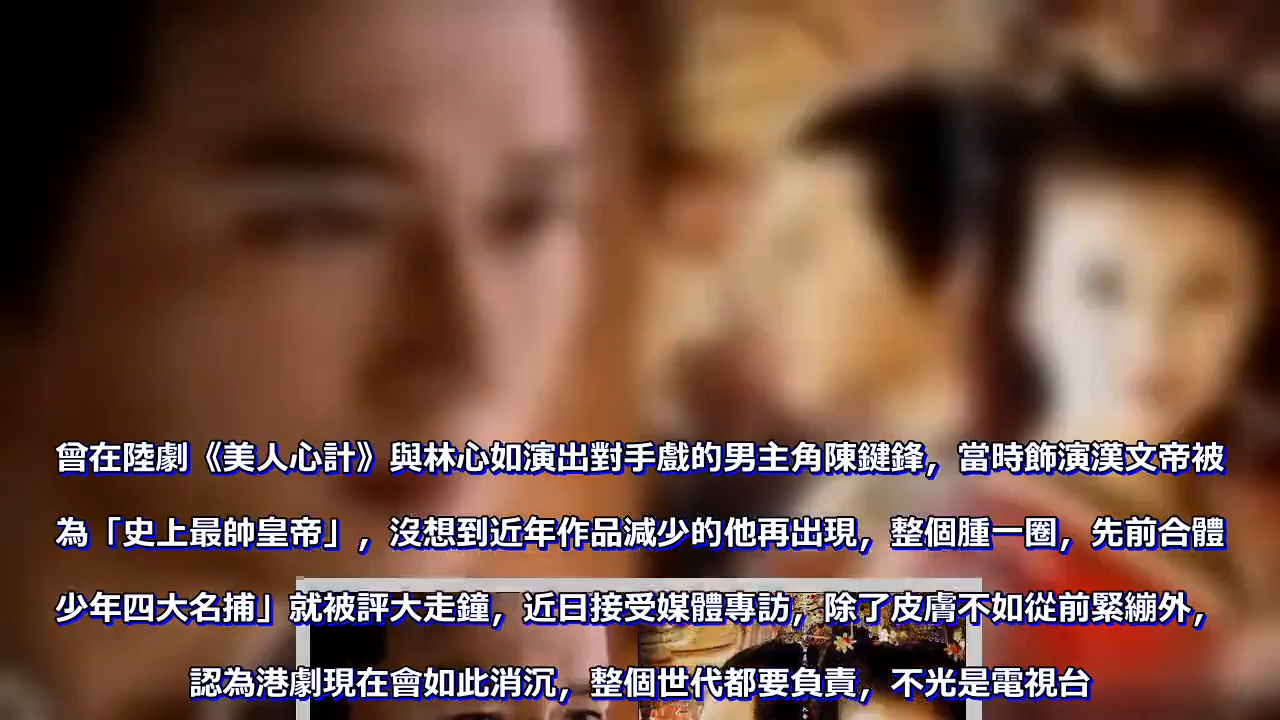 曾在陸劇《美人心計》與林心如演出對手戲的男主角陳鍵鋒，當時飾演漢文帝被
為「史上最帥皇帝」，沒想到近年作品減少的他再出現，整個腫一圈，先前合體
少年四大名捕」就被評大走鐘，近日接受媒體專訪，除了皮膚不如從前緊繃外，
認為港劇現在會如此消沉，整個世代都要負責，不光是電視台